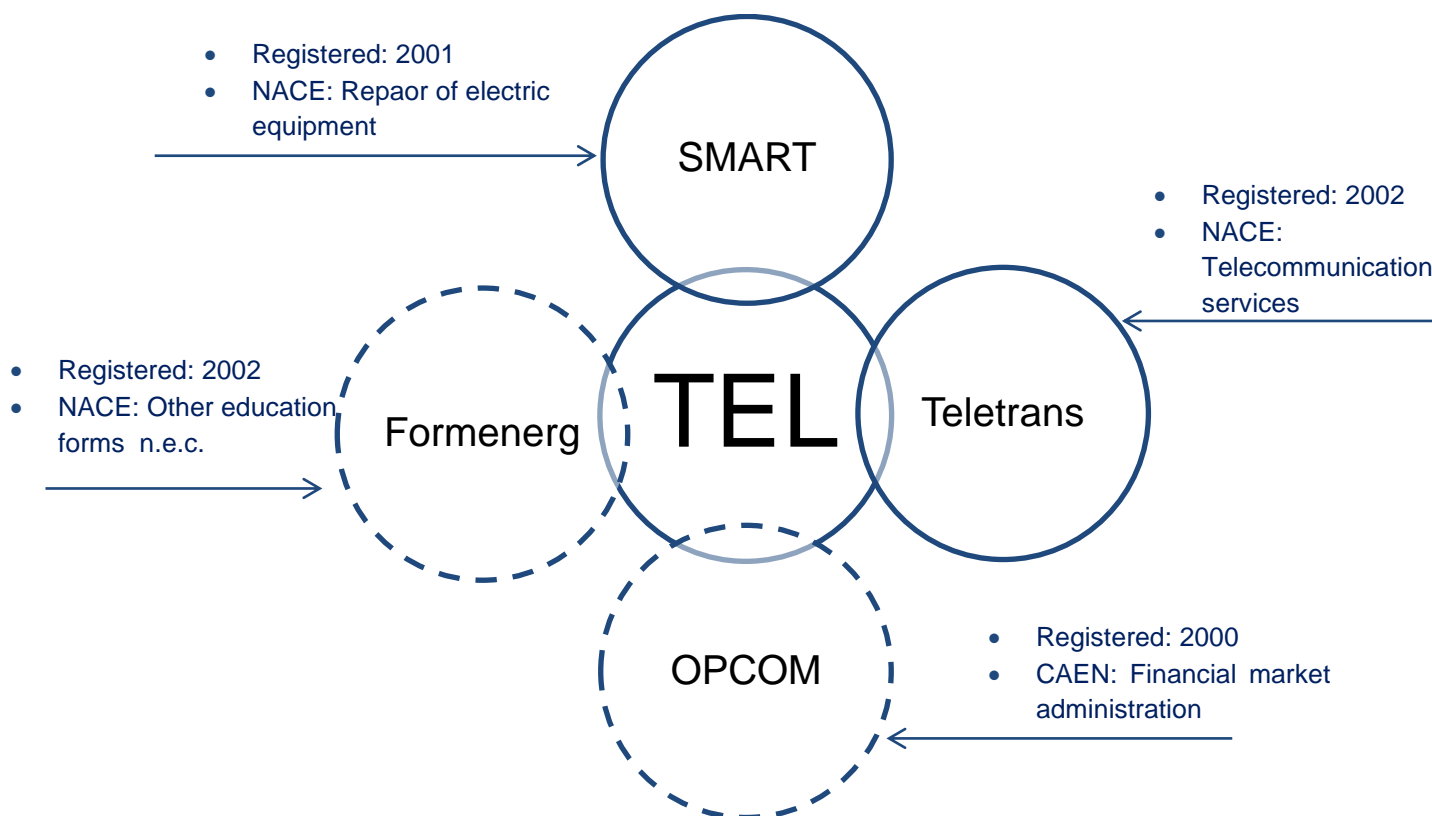 • Registered: 2001
• NACE: Repaor of electric
equipment
SMART
• Registered: 2002
• NACE:
Telecommunication
services
• Registered: 2002
• NACE: Other education
forms n.e.c.
Formenerg
TEL
Teletrans
OPCOM
• Registered: 2000
• CAEN: Financial market
administration